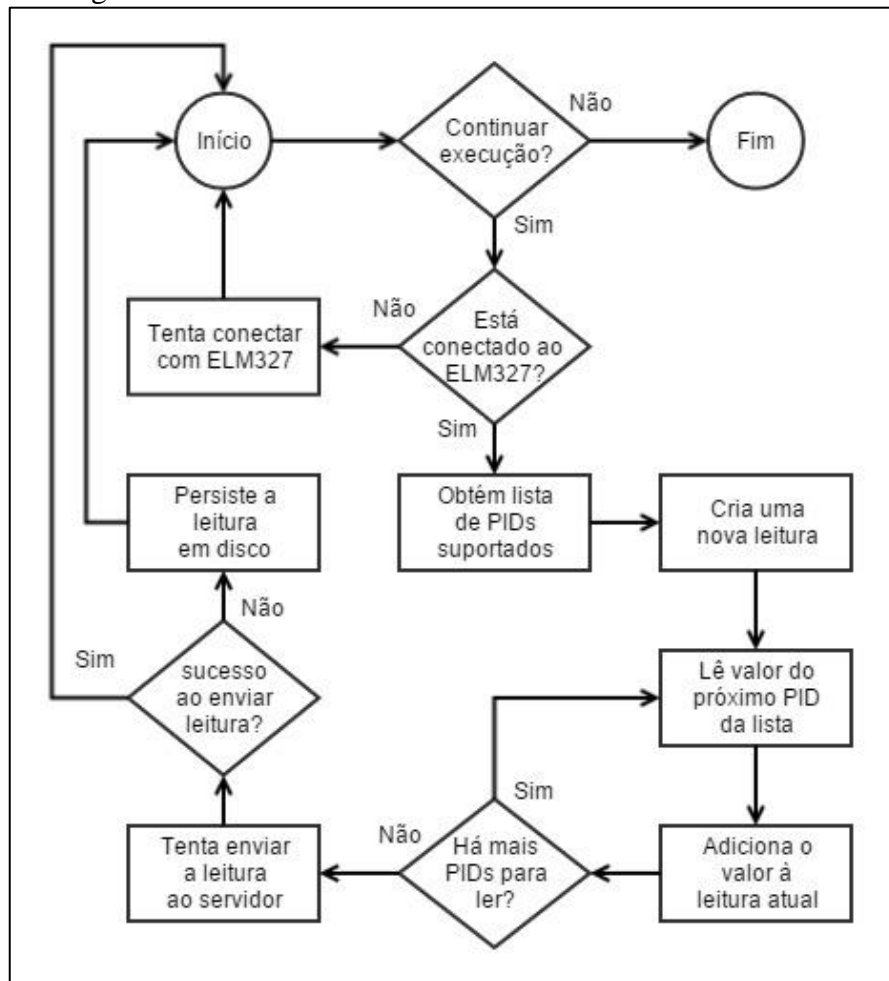 Início
Continuar
execução?
Não
Fim
Sim
Tenta conectar
com ELM327
Não
Está
conectado ao
ELM327?
Sim
Persiste a
leitura
em disco
Obtém lista
de PIDs
suportados
Cria uma
nova leitura
Não
Sim
sucesso
ao enviar
leitura?
Lê valor do
próximo PID
da lista
Sim
Tenta enviar
a leitura
ao servidor
Não
Há mais
PIDs para
ler?
Adiciona o
valor à
leitura atual